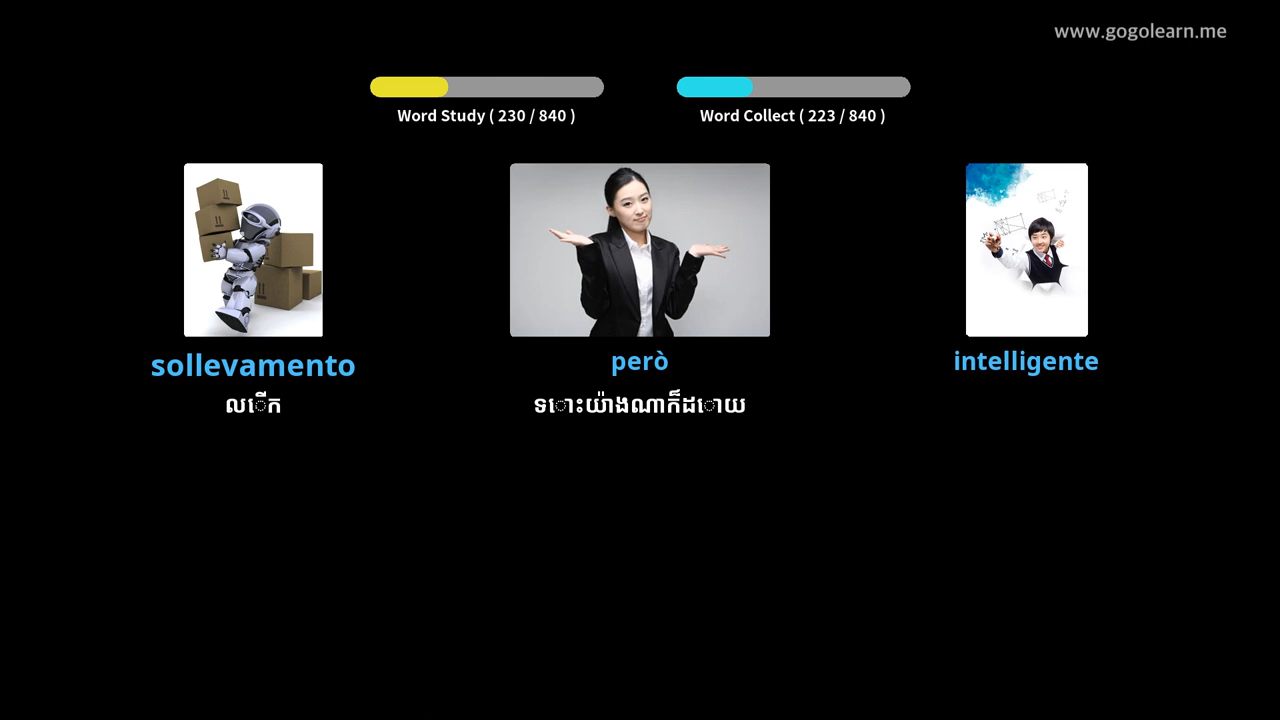 www.gogolearn.me
Word Study ( 230 / 840 )
Word Collect ( 223 / 840 )
sollevamento
però
intelligente
លើក
ទោះយ៉ាងណាក៏ដោយ